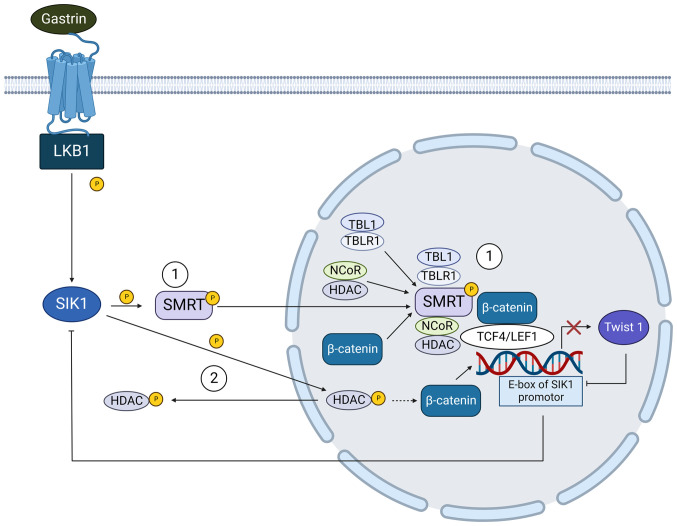 Gastrin
LKB1
P
SIK1
P
1
SMRT
P
P
2
HDAC
P
TBL1
TBLR1
NCoR
HDAC
β-catenin
TBL1
TBLR1
1
SMRT
P
NCoR
HDAC
β-catenin
TCF4/LEF1
Twist 1
E-box of SIK1
promotor
HDAC
P
β-catenin